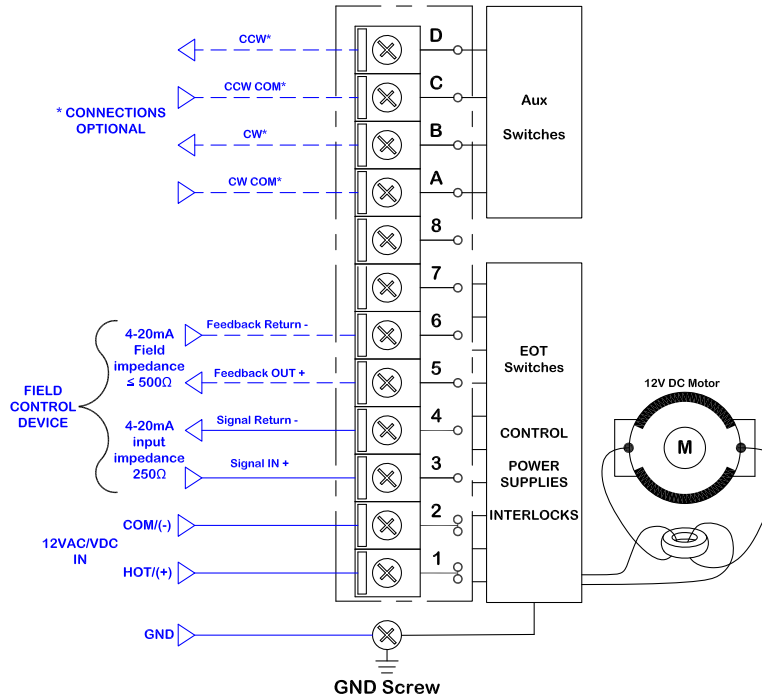 CCW*
D
CCW COM*
C
* CONNECTIONS
OPTIONAL
CW*
B
CW COM*
A
Aux
Switches
8
7
Feedback Return -
6
4-20mA
Field
impedance
≤ 500Ω
Feedback OUT +
5
FIELD
CONTROL
DEVICE
Signal Return -
4
4-20mA
input
impedance
250Ω
Signal IN +
3
COM/(-)
2
12VAC/VDC
IN
HOT/(+)
1
EOT
Switches
CONTROL
POWER
SUPPLIES
INTERLOCKS
12V DC Motor
M
GND
GND Screw